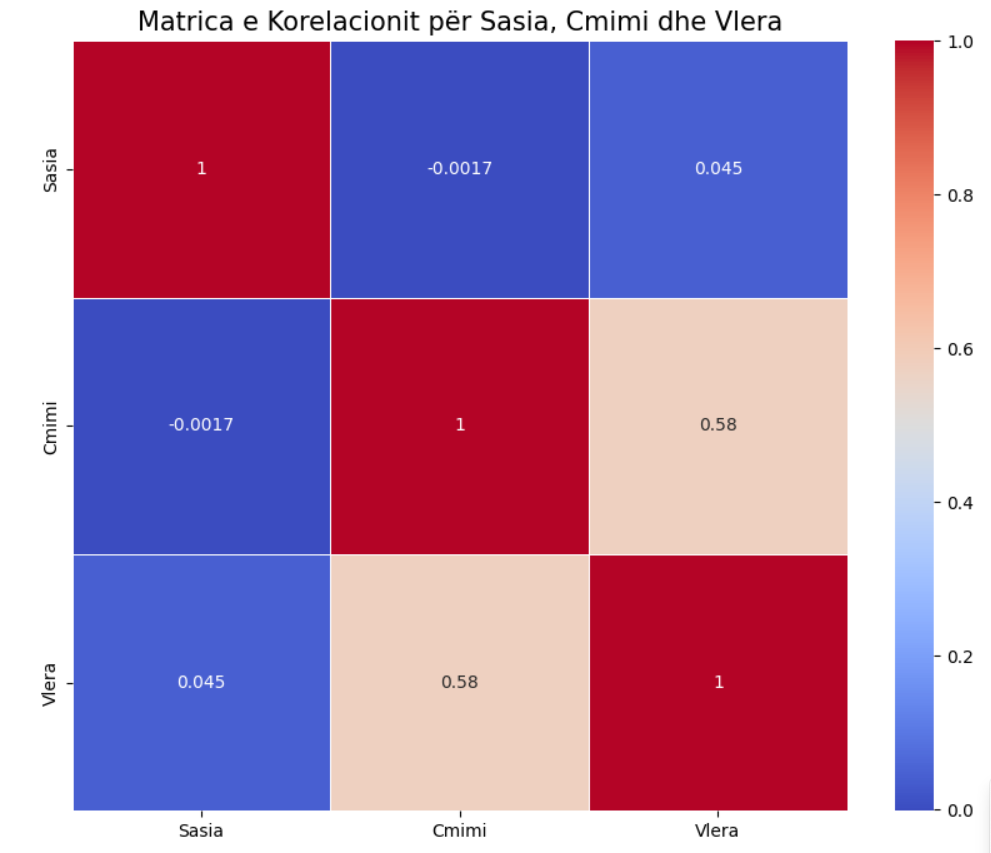 Matrica e Korelacionit për Sasia, Cmimi dhe Vlera
Sasia 1 -0.0017 0.045
Cmimi -0.0017 1 0.58
Vlera 0.045 0.58 1
Sasia Cmimi Vlera
1.0
0.8
0.6
0.4
0.2
0.0